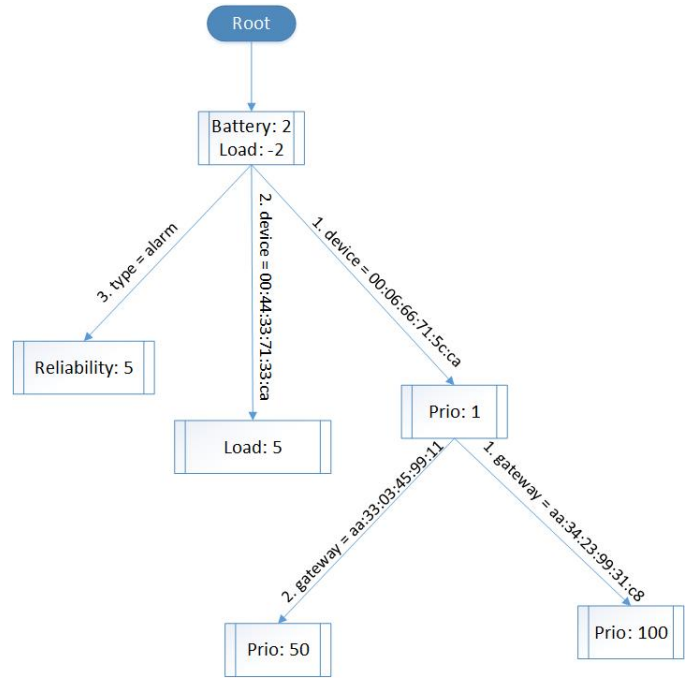 Root
Battery: 2
Load: -2
3. type = alarm
2. device = 00:44:33:71:33:ca
1. device = 00:06:66:71:5c:ca
Reliability: 5
Load: 5
Prio: 1
2. gateway = aa:33:03:45:99:11
1. gateway = aa:34:23:99:31:c8
Prio: 50
Prio: 100